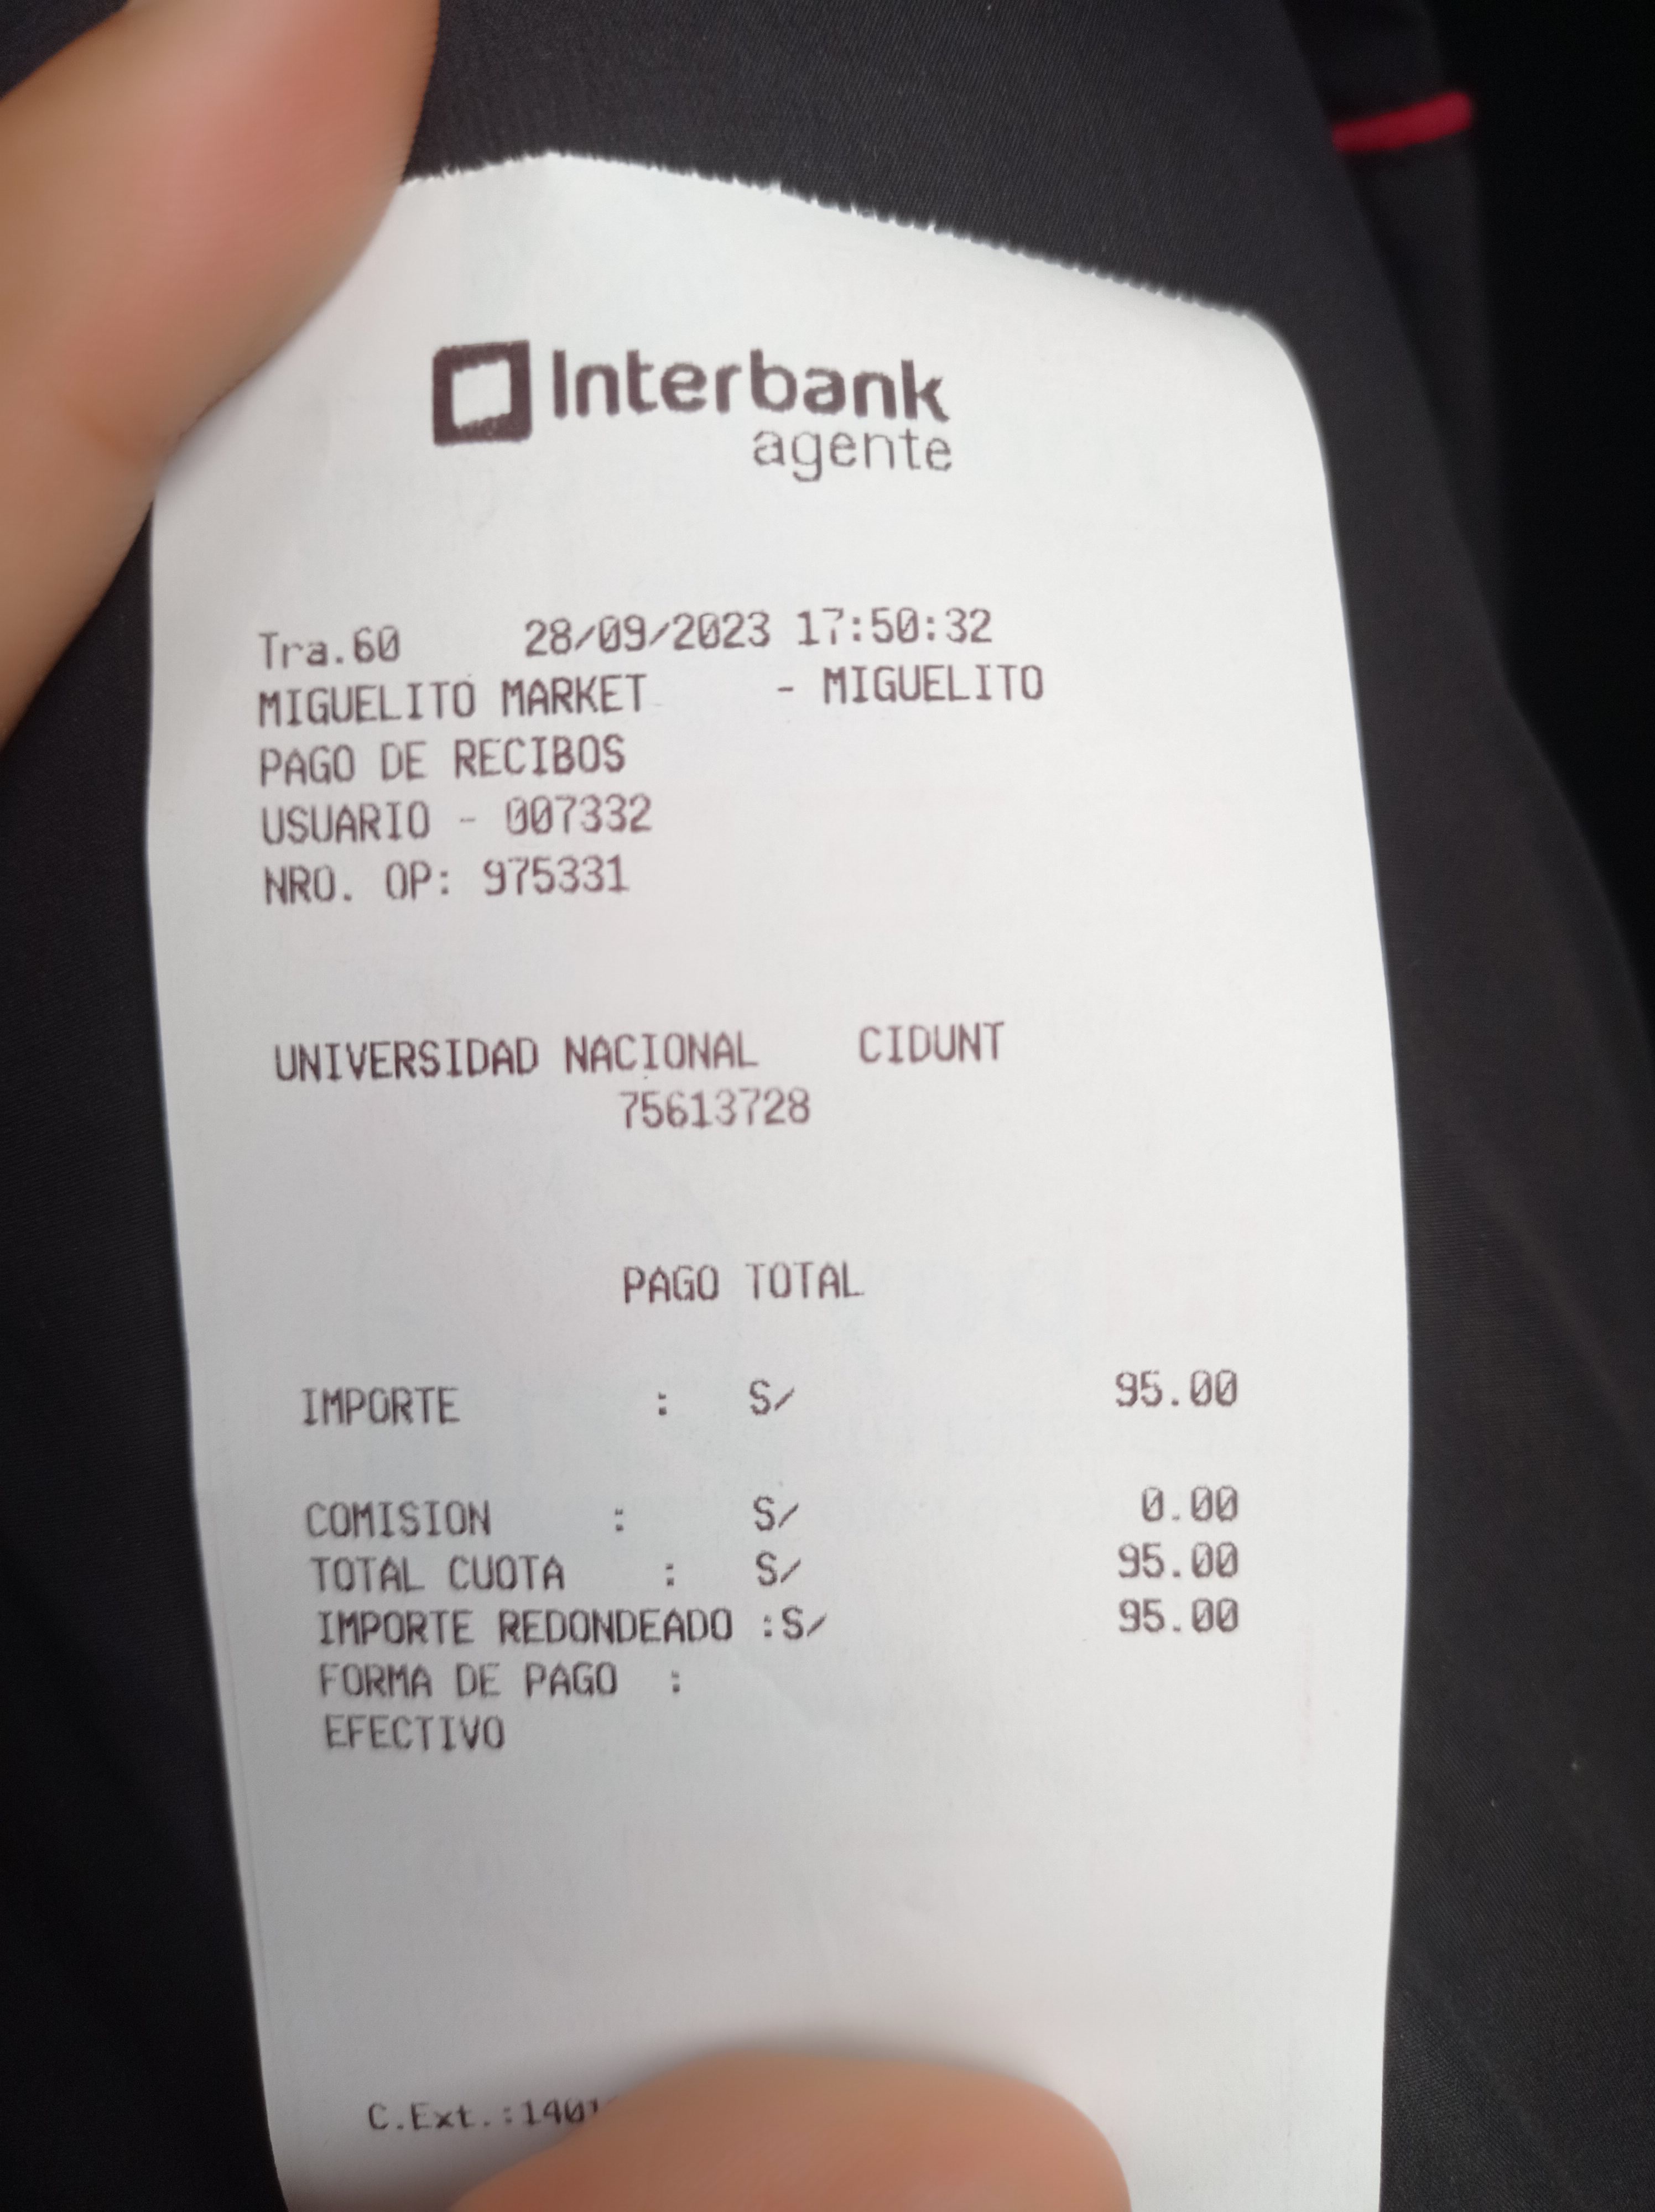 Interbank
agente
Tra.60 28/09/2023 17:50:32
MIGUELITO MARKET - MIGUELITO
PAGO DE RECIBOS
USUARIO - 007332
NRO. OP: 975331
UNIVERSIDAD NACIONAL CIDUNT
75613728
PAGO TOTAL
IMPORTE : S/ 95.00
COMISION : S/ 0.00
TOTAL CUOTA : S/ 95.00
IMPORTE REDONDEADO :S/ 95.00
FORMA DE PAGO :
EFECTIVO
C.Ext.: